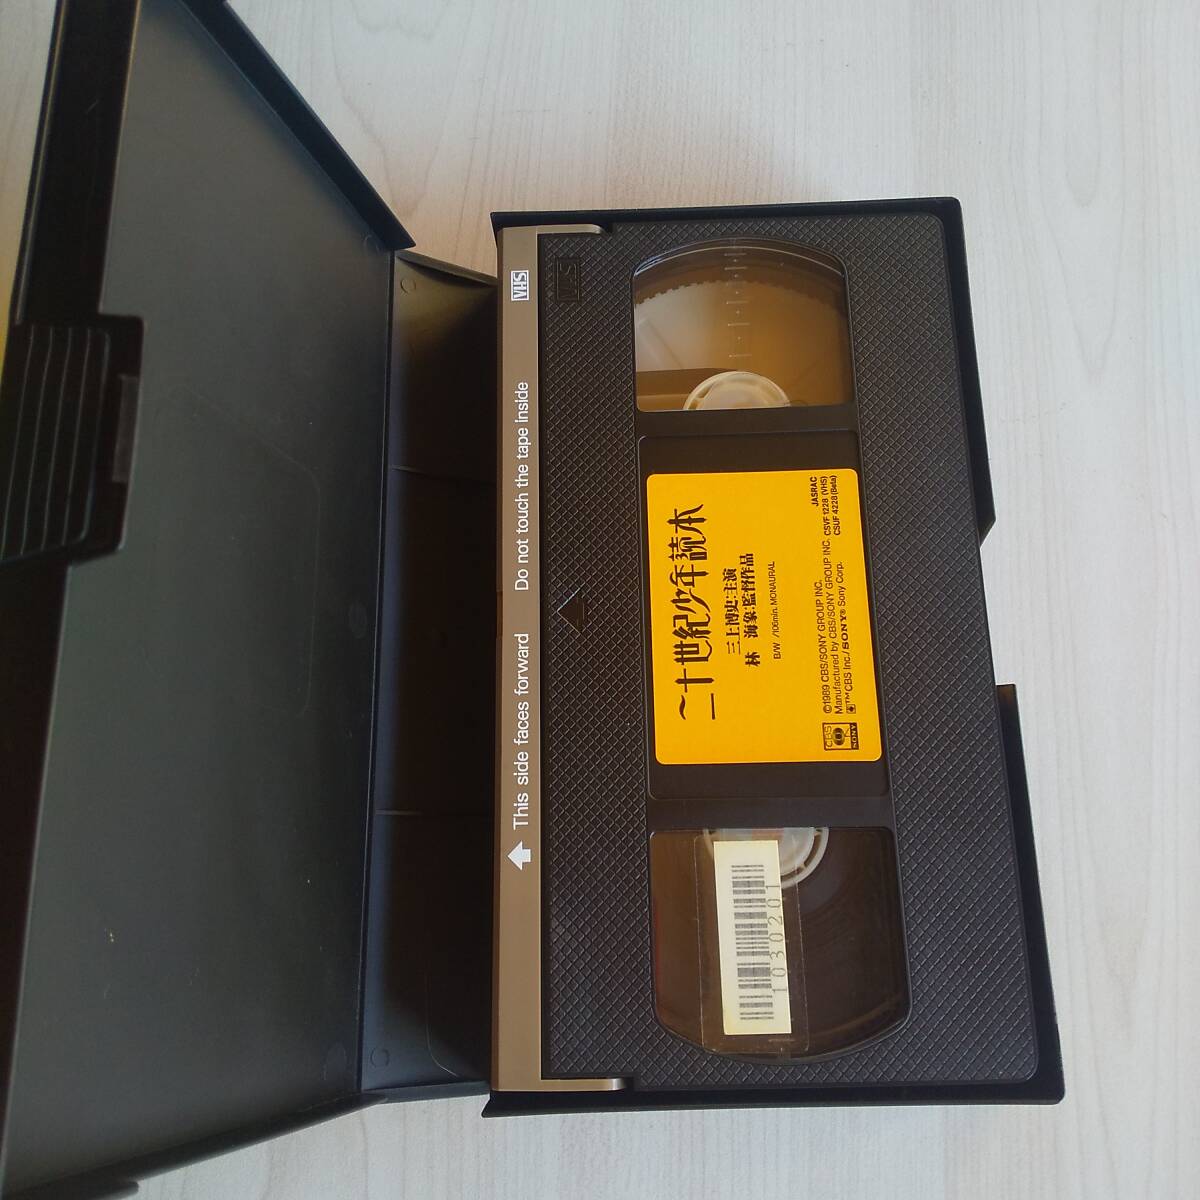 VHS
Do not touch the tape inside
This side faces forward
VHS
二十世紀少年読本
三上博史:主演
林 海象:監督作品
B/W /106min. MONAURAL
JASRAC
©1989 CBS/SONY GROUP INC. CSVF 1228 (VHS)
Manufactured by CBS/SONY GROUP INC. CSUF 4228 (Beta)
™CBS Inc./SONY® Sony Corp.
CBS
SONY
1030201